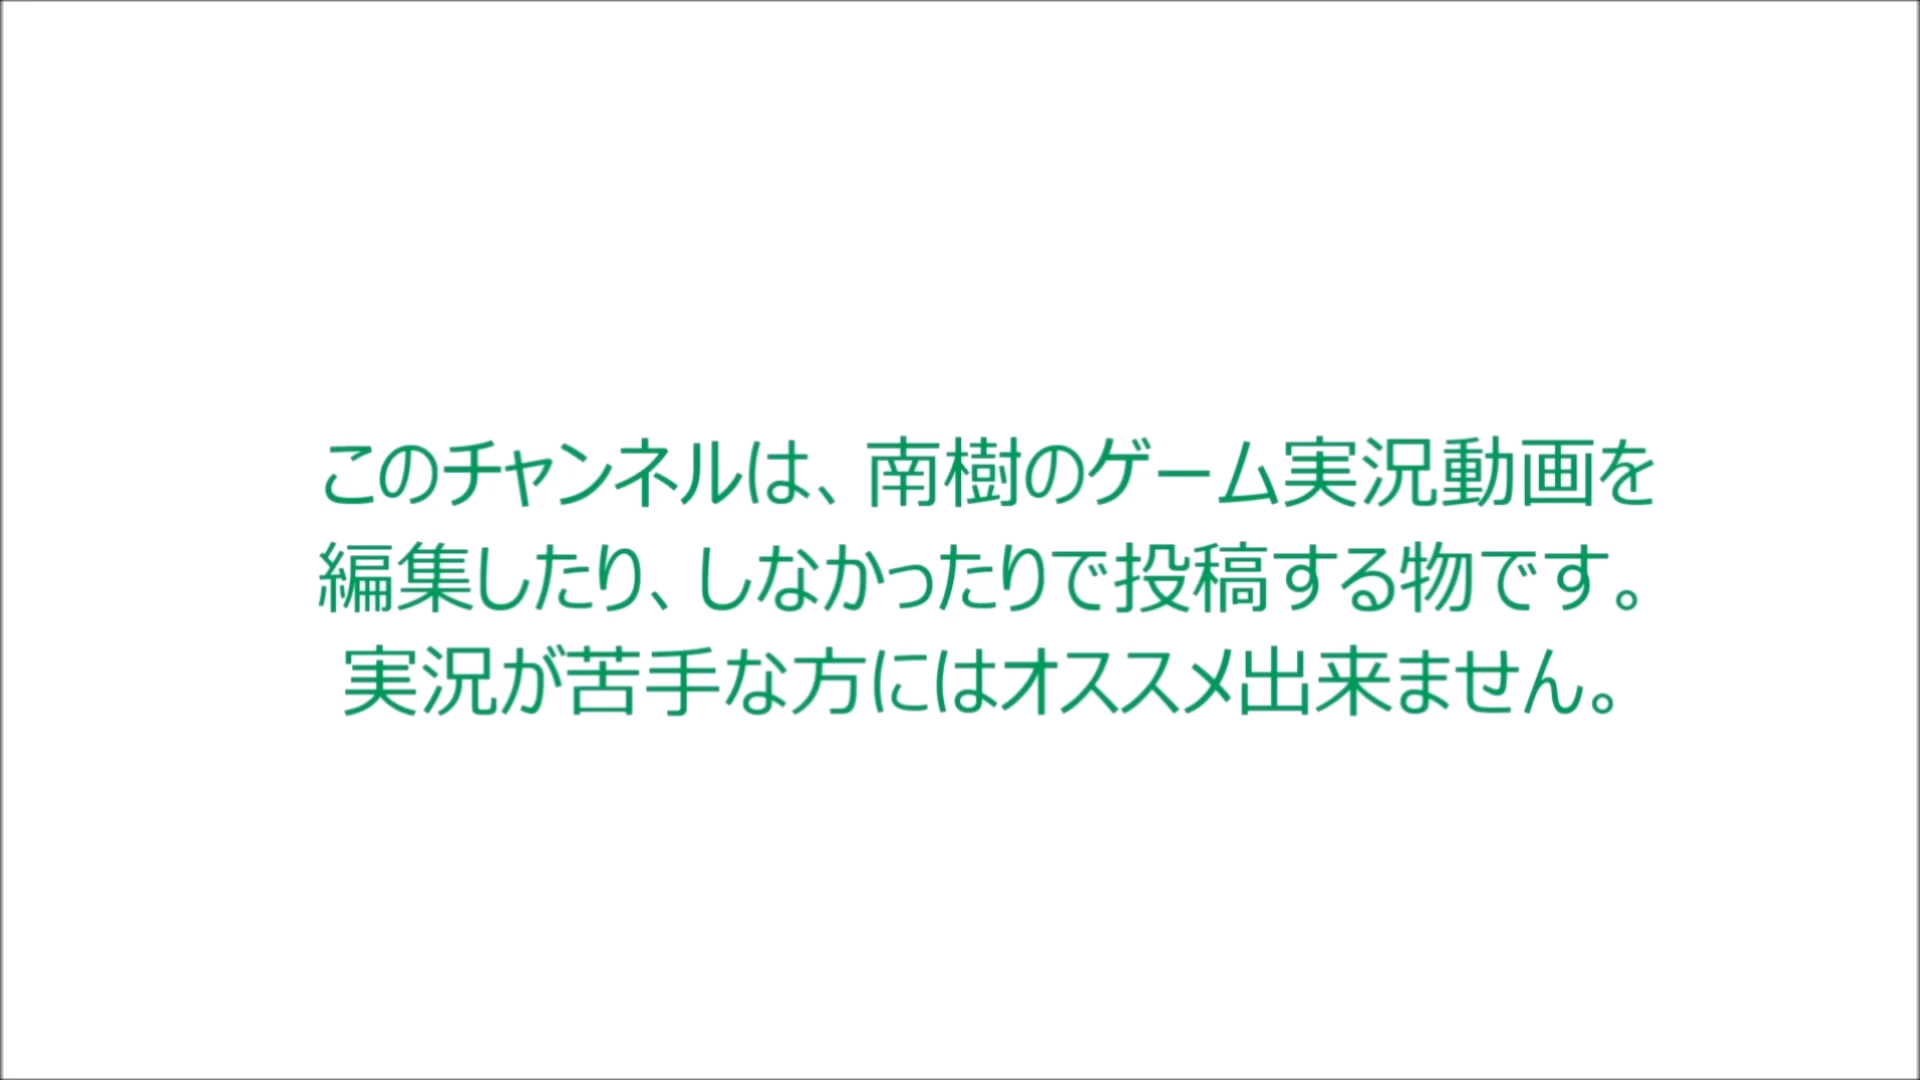 このチャンネルは、南樹のゲーム実況動画を
編集したり、しなかったりで投稿する物です。
実況が苦手な方にはオススメ出来ません。